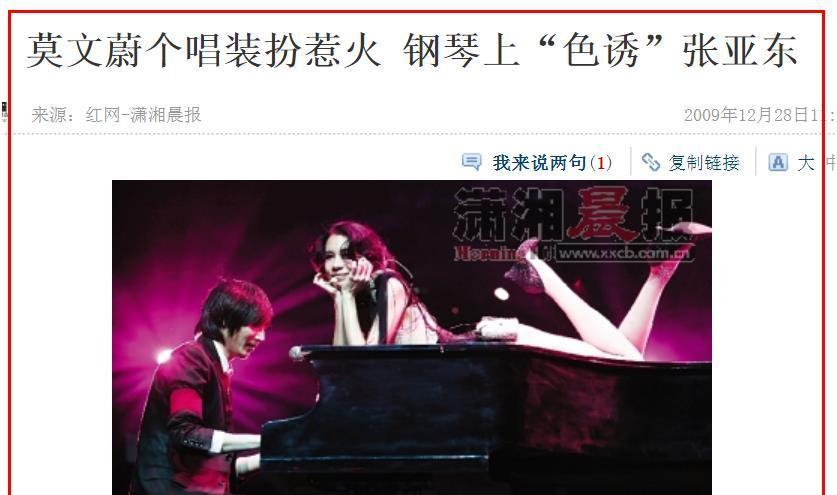 莫文蔚个唱装扮惹火 钢琴上“色诱”张亚东
来源：红网-潇湘晨报
2009年12月28日11:
我来说两句(1)
复制链接
A 大 中
潇湘晨报
Morning
www.xxcb.com.cn